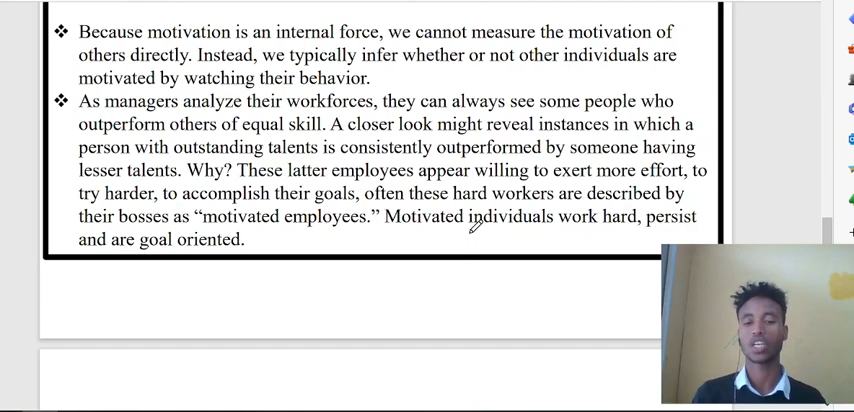 ❖ Because motivation is an internal force, we cannot measure the motivation of
others directly. Instead, we typically infer whether or not other individuals are
motivated by watching their behavior.
❖ As managers analyze their workforces, they can always see some people who
outperform others of equal skill. A closer look might reveal instances in which a
person with outstanding talents is consistently outperformed by someone having
lesser talents. Why? These latter employees appear willing to exert more effort, to
try harder, to accomplish their goals, often these hard workers are described by
their bosses as “motivated employees.” Motivated individuals work hard, persist
and are goal oriented.